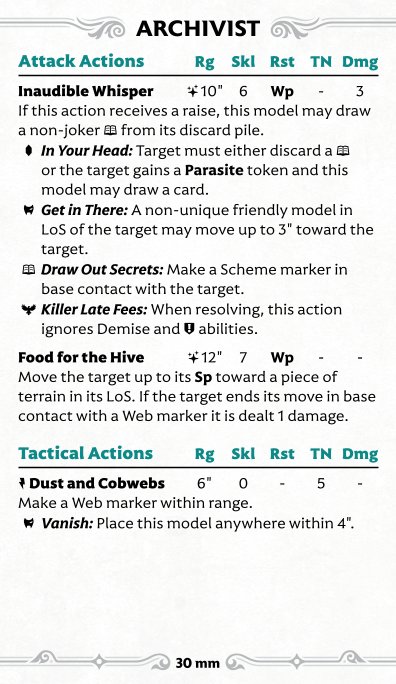 ARCHIVIST
Attack Actions Rg Skl Rst TN Dmg
Inaudible Whisper 10" 6 Wp - 3
If this action receives a raise, this model may draw
a non-joker from its discard pile.
In Your Head: Target must either discard a
or the target gains a Parasite token and this
model may draw a card.
Get in There: A non-unique friendly model in
LoS of the target may move up to 3" toward the
target.
Draw Out Secrets: Make a Scheme marker in
base contact with the target.
Killer Late Fees: When resolving, this action
ignores Demise and abilities.
Food for the Hive 12" 7 Wp - -
Move the target up to its Sp toward a piece of
terrain in its LoS. If the target ends its move in base
contact with a Web marker it is dealt 1 damage.
Tactical Actions Rg Skl Rst TN Dmg
Dust and Cobwebs 6" 0 - 5 -
Make a Web marker within range.
Vanish: Place this model anywhere within 4".
30 mm